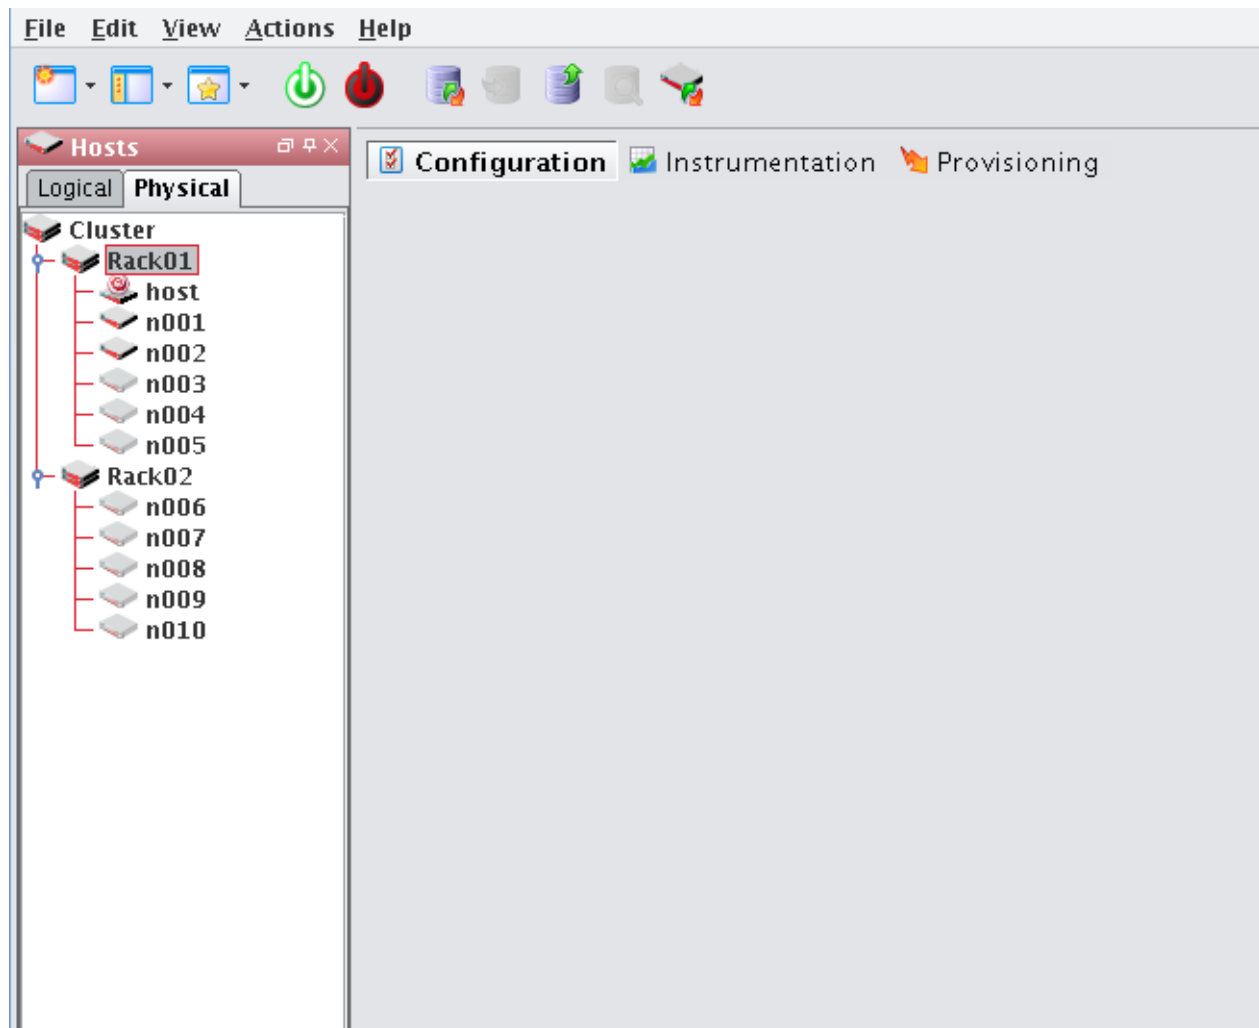 File Edit View Actions Help
Hosts
Configuration Instrumentation Provisioning
Logical Physical
Cluster
Rack01
host
n001
n002
n003
n004
n005
Rack02
n006
n007
n008
n009
n010